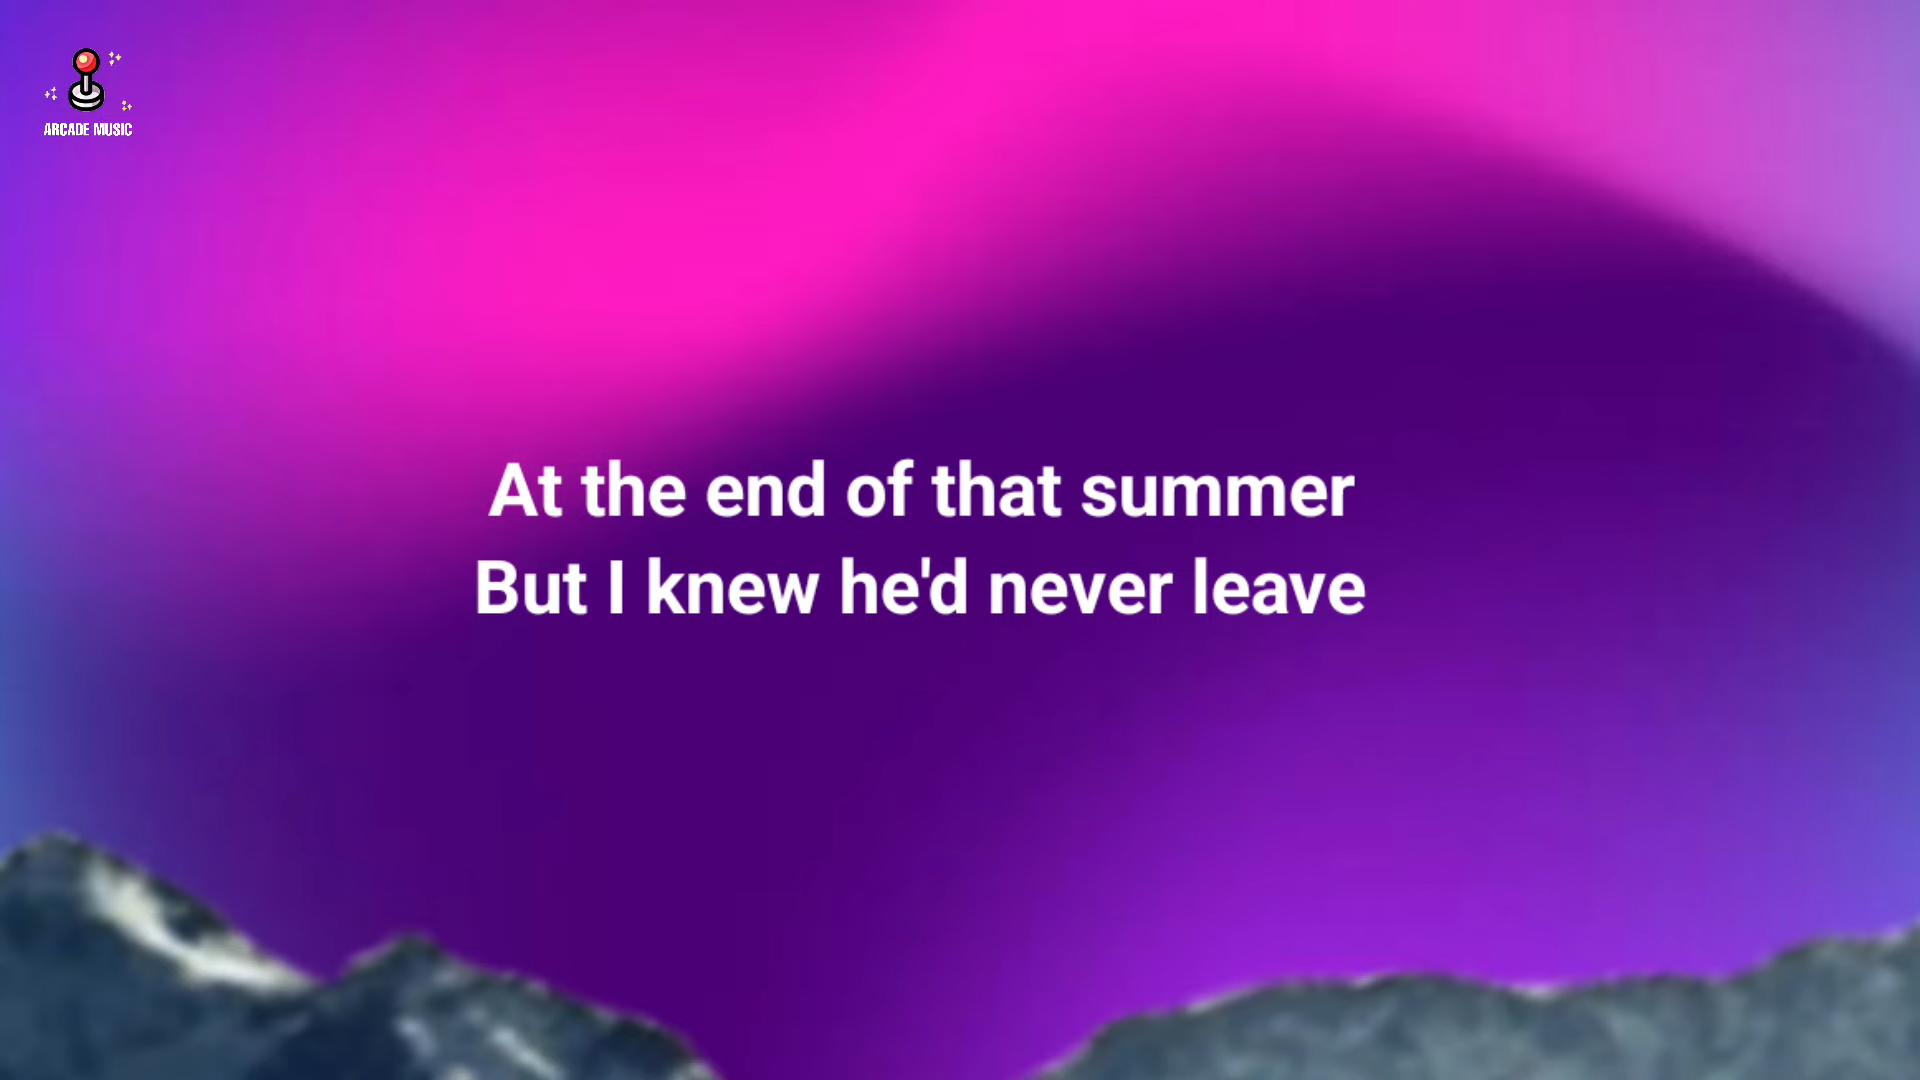 ARCADE MUSIC
At the end of that summer
But I knew he'd never leave